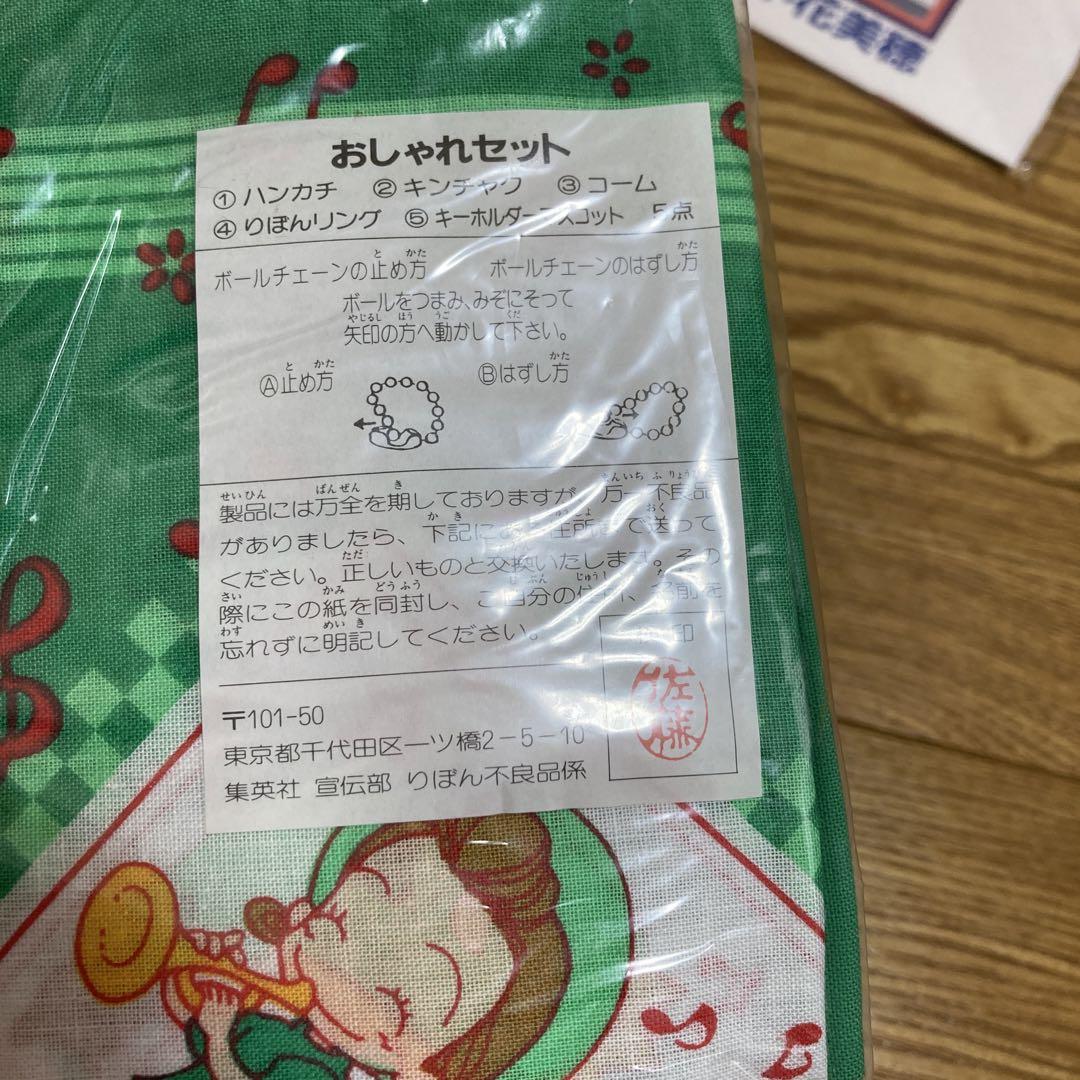 花美穂
おしゃれセット
①ハンカチ ②キンチャク ③コーム
④りぼんリング ⑤キーホルダーマスコット 5点
ボールチェーンの止め方 ボールチェーンのはずし方
ボールをつまみ、みぞにそって
矢印の方へ動かして下さい。
Ⓐ止め方 Ⓑはずし方
製品には万全を期しておりますが、万一不良品
がありましたら、下記にある住所まで送って
ください。正しいものと交換いたします。その
際にこの紙を同封し、ご自分の住所、名前を
忘れずに明記してください。
印
佐藤
〒101-50
東京都千代田区一ツ橋2-5-10
集英社 宣伝部 りぼん不良品係